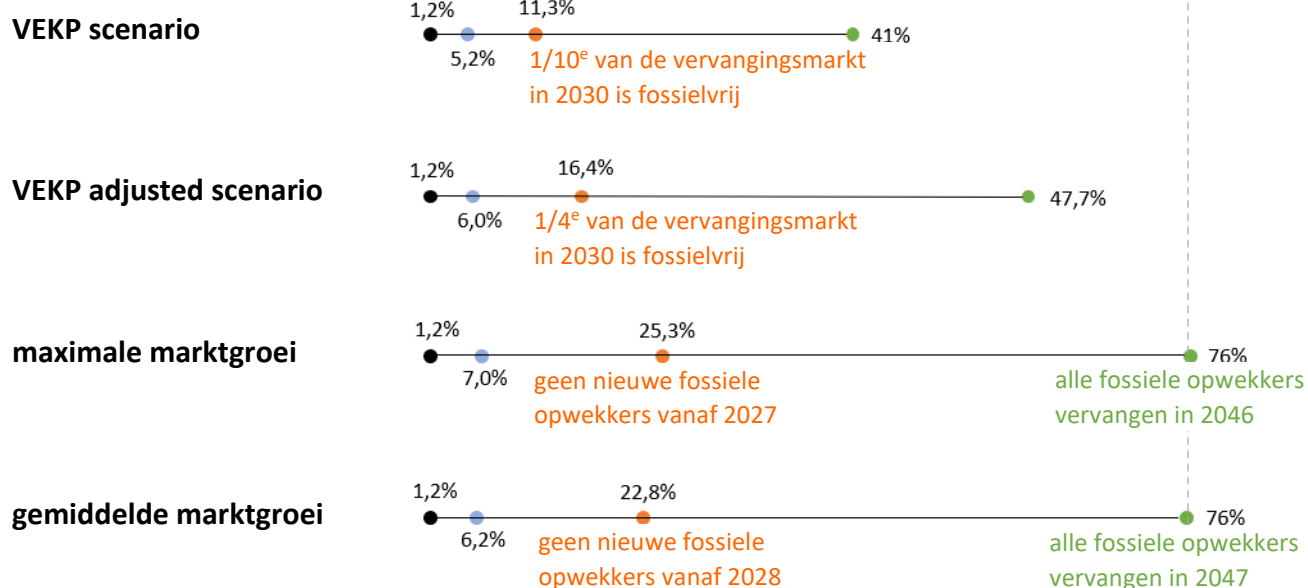 1,2%
11,3%
VEKP scenario
41%
5,2%
1/10e van de vervangingsmarkt
in 2030 is fossielvrij
1,2%
16,4%
VEKP adjusted scenario
47,7%
6,0%
1/4e van de vervangingsmarkt
in 2030 is fossielvrij
1,2%
25,3%
maximale marktgroei
76%
7,0%
geen nieuwe fossiele
opwekkers vanaf 2027
alle fossiele opwekkers
vervangen in 2046
1,2%
22,8%
gemiddelde marktgroei
76%
6,2%
geen nieuwe fossiele
opwekkers vanaf 2028
alle fossiele opwekkers
vervangen in 2047